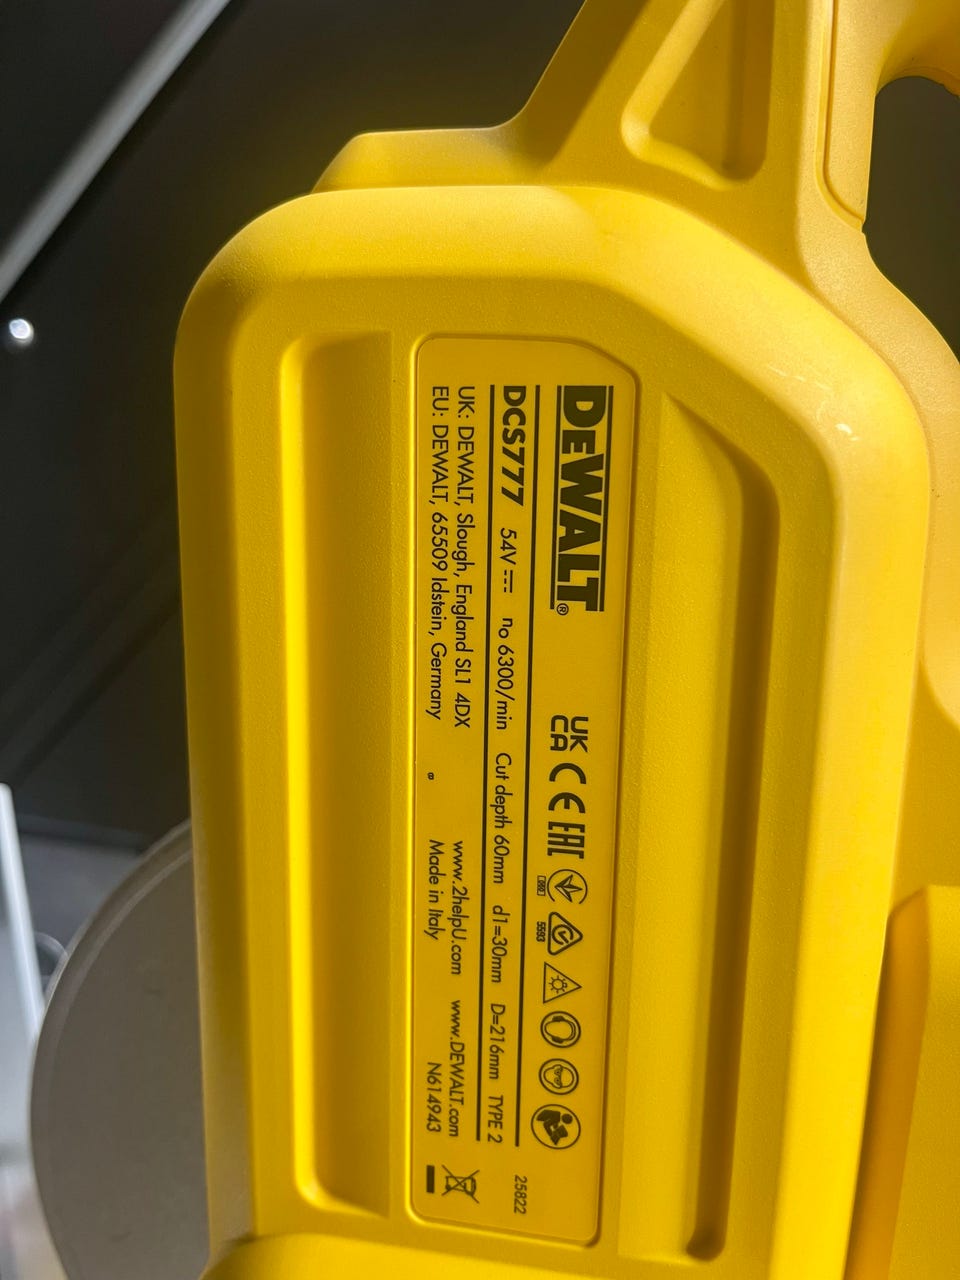 DEWALT®
UK
CA CE EAC
5593
DCS777 54V no 6300/min Cut depth 60mm d1=30mm D=216mm TYPE 2
25822
UK: DEWALT, Slough, England SL1 4DX www.2helpU.com www.DEWALT.com
EU: DEWALT, 65509 Idstein, Germany Made in Italy N614943